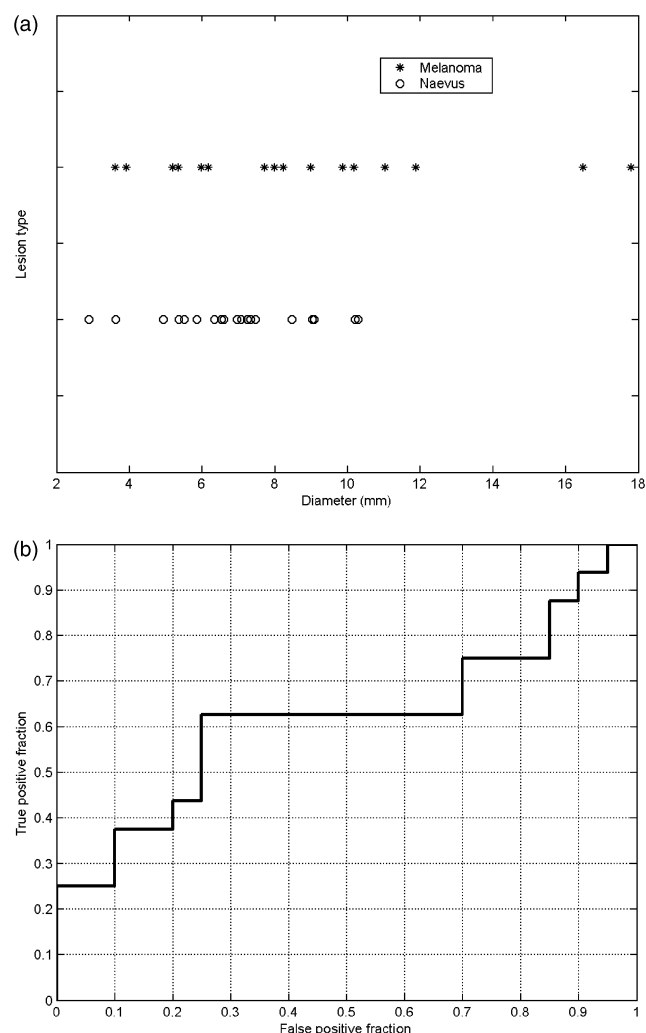 (a)
Melanoma
Naevus
Lesion type
2 4 6 8 10 12 14 16 18
Diameter (mm)
(b)
1
0.9
0.8
0.7
0.6
0.5
0.4
0.3
0.2
0.1
0
True positive fraction
0 0.1 0.2 0.3 0.4 0.5 0.6 0.7 0.8 0.9 1
False positive fraction